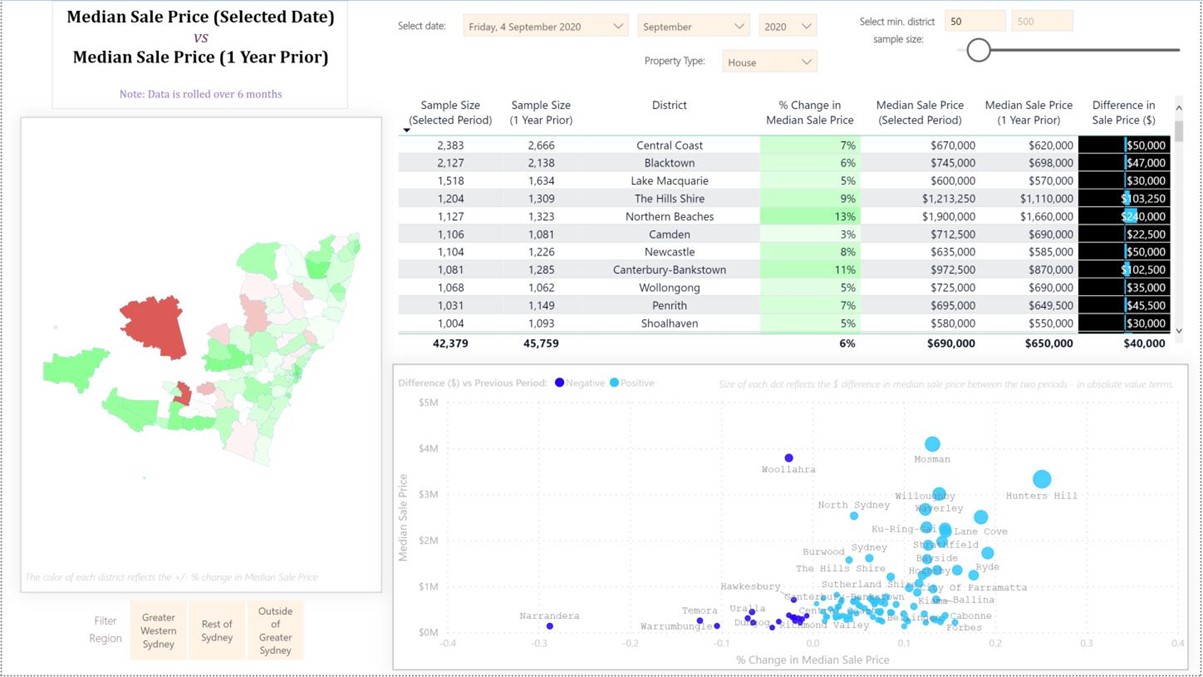 Median Sale Price (Selected Date)
vs
Median Sale Price (1 Year Prior)
Note: Data is rolled over 6 months
Select date:
Friday, 4 September 2020
September
2020
Property Type:
House
Select min. district
sample size:
50
500
Sample Size
(Selected Period)
Sample Size
(1 Year Prior)
District
% Change in
Median Sale Price
Median Sale Price
(Selected Period)
Median Sale Price
(1 Year Prior)
Difference in
Sale Price ($)
2,383 2,666 Central Coast 7% $670,000 $620,000 $50,000
2,127 2,138 Blacktown 6% $745,000 $698,000 $47,000
1,518 1,634 Lake Macquarie 5% $600,000 $570,000 $30,000
1,204 1,309 The Hills Shire 9% $1,213,250 $1,110,000 $103,250
1,127 1,323 Northern Beaches 13% $1,900,000 $1,660,000 $240,000
1,106 1,081 Camden 3% $712,500 $690,000 $22,500
1,104 1,226 Newcastle 8% $635,000 $585,000 $50,000
1,081 1,285 Canterbury-Bankstown 11% $972,500 $870,000 $102,500
1,068 1,062 Wollongong 5% $725,000 $690,000 $35,000
1,031 1,149 Penrith 7% $695,000 $649,500 $45,500
1,004 1,093 Shoalhaven 5% $580,000 $550,000 $30,000
42,379 45,759 6% $690,000 $650,000 $40,000
The color of each district reflects the +/- % change in Median Sale Price
Filter
Region
Greater
Western
Sydney
Rest of
Sydney
Outside
of
Greater
Sydney
Difference ($) vs Previous Period: Negative Positive
Size of each dot reflects the $ difference in median sale price between the two periods - in absolute value terms.
Median Sale Price
$5M
$4M
$3M
$2M
$1M
$0M
Mosman
Woollahra
Hunters Hill
Willoughby
Waverley
North Sydney
Ku-Ring-Gai
Lane Cove
Strathfield
Burwood
Sydney
Bayside
The Hills Shire
Ryde
Hawkesbury
Sutherland Shire
City Of Parramatta
Canterbury-Bankstown
Kiama
Ballina
Narrandera
Temora
Uralla
Cabonne
Warrumbungle
Dungog
Richmond Valley
Bellingen
Forbes
-0.4 -0.3 -0.2 -0.1 0.0 0.1 0.2 0.3 0.4
% Change in Median Sale Price